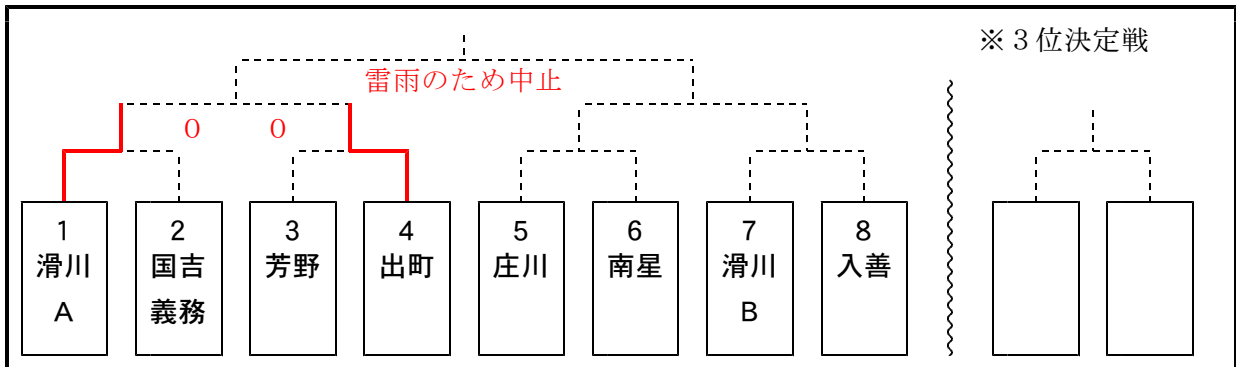 ※３位決定戦
雷雨のため中止
０ ０
1 2 3 4 5 6 7 8
滑川 国吉 芳野 出町 庄川 南星 滑川 入善
A 義務 B